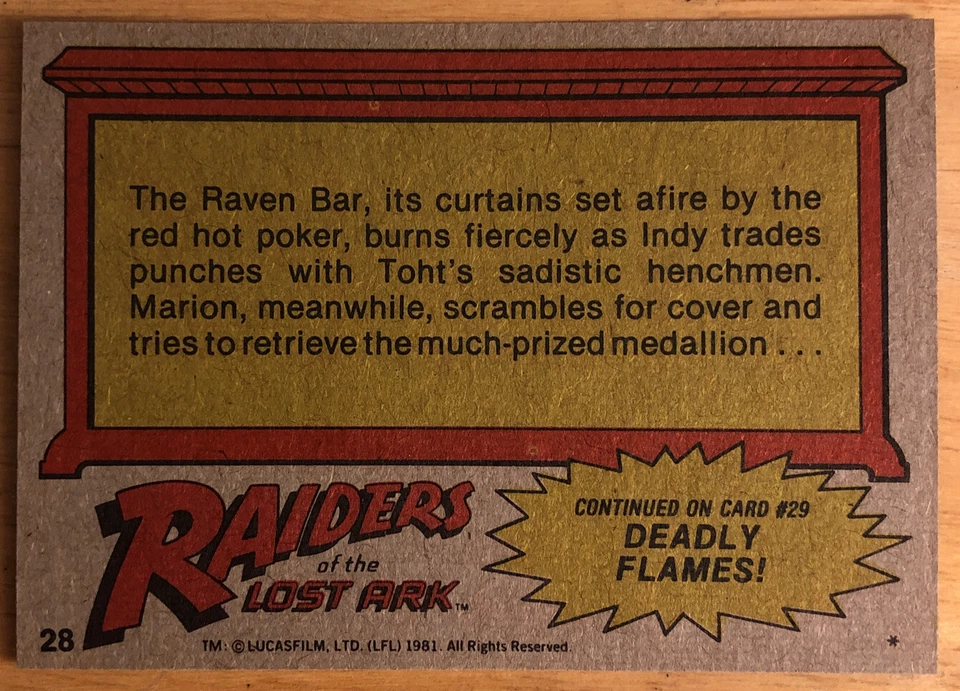 The Raven Bar, its curtains set afire by the
red hot poker, burns fiercely as Indy trades
punches with Toht's sadistic henchmen.
Marion, meanwhile, scrambles for cover and
tries to retrieve the much-prized medallion . . .
RAIDERS
of the
LOST ARK™
CONTINUED ON CARD #29
DEADLY
FLAMES!
28
TM: © LUCASFILM, LTD. (LFL) 1981. All Rights Reserved.
*